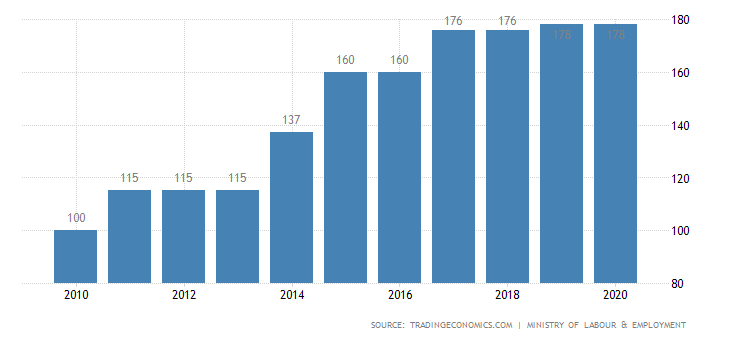 176 176 180
178 178
160 160 160
137 140
115 115 115 120
100 100
80
2010 2012 2014 2016 2018 2020
SOURCE: TRADINGECONOMICS.COM | MINISTRY OF LABOUR & EMPLOYMENT